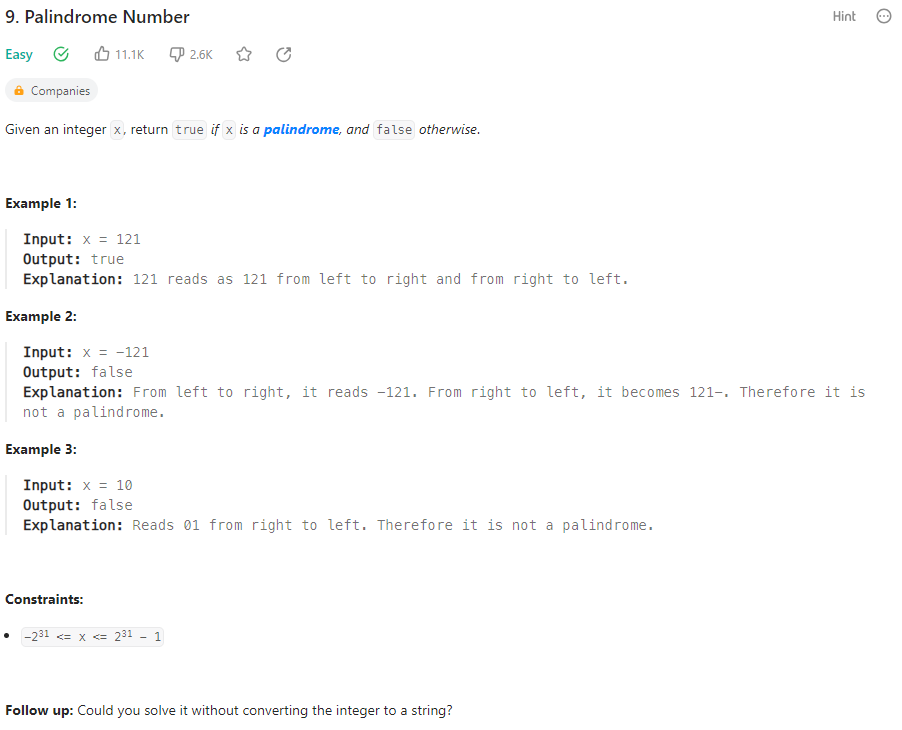 9. Palindrome Number
Hint
Easy 11.1K 2.6K
Companies
Given an integer x, return true if x is a palindrome, and false otherwise.
Example 1:
Input: x = 121
Output: true
Explanation: 121 reads as 121 from left to right and from right to left.
Example 2:
Input: x = -121
Output: false
Explanation: From left to right, it reads -121. From right to left, it becomes 121-. Therefore it is
not a palindrome.
Example 3:
Input: x = 10
Output: false
Explanation: Reads 01 from right to left. Therefore it is not a palindrome.
Constraints:
• -2³¹ <= x <= 2³¹ - 1
Follow up: Could you solve it without converting the integer to a string?